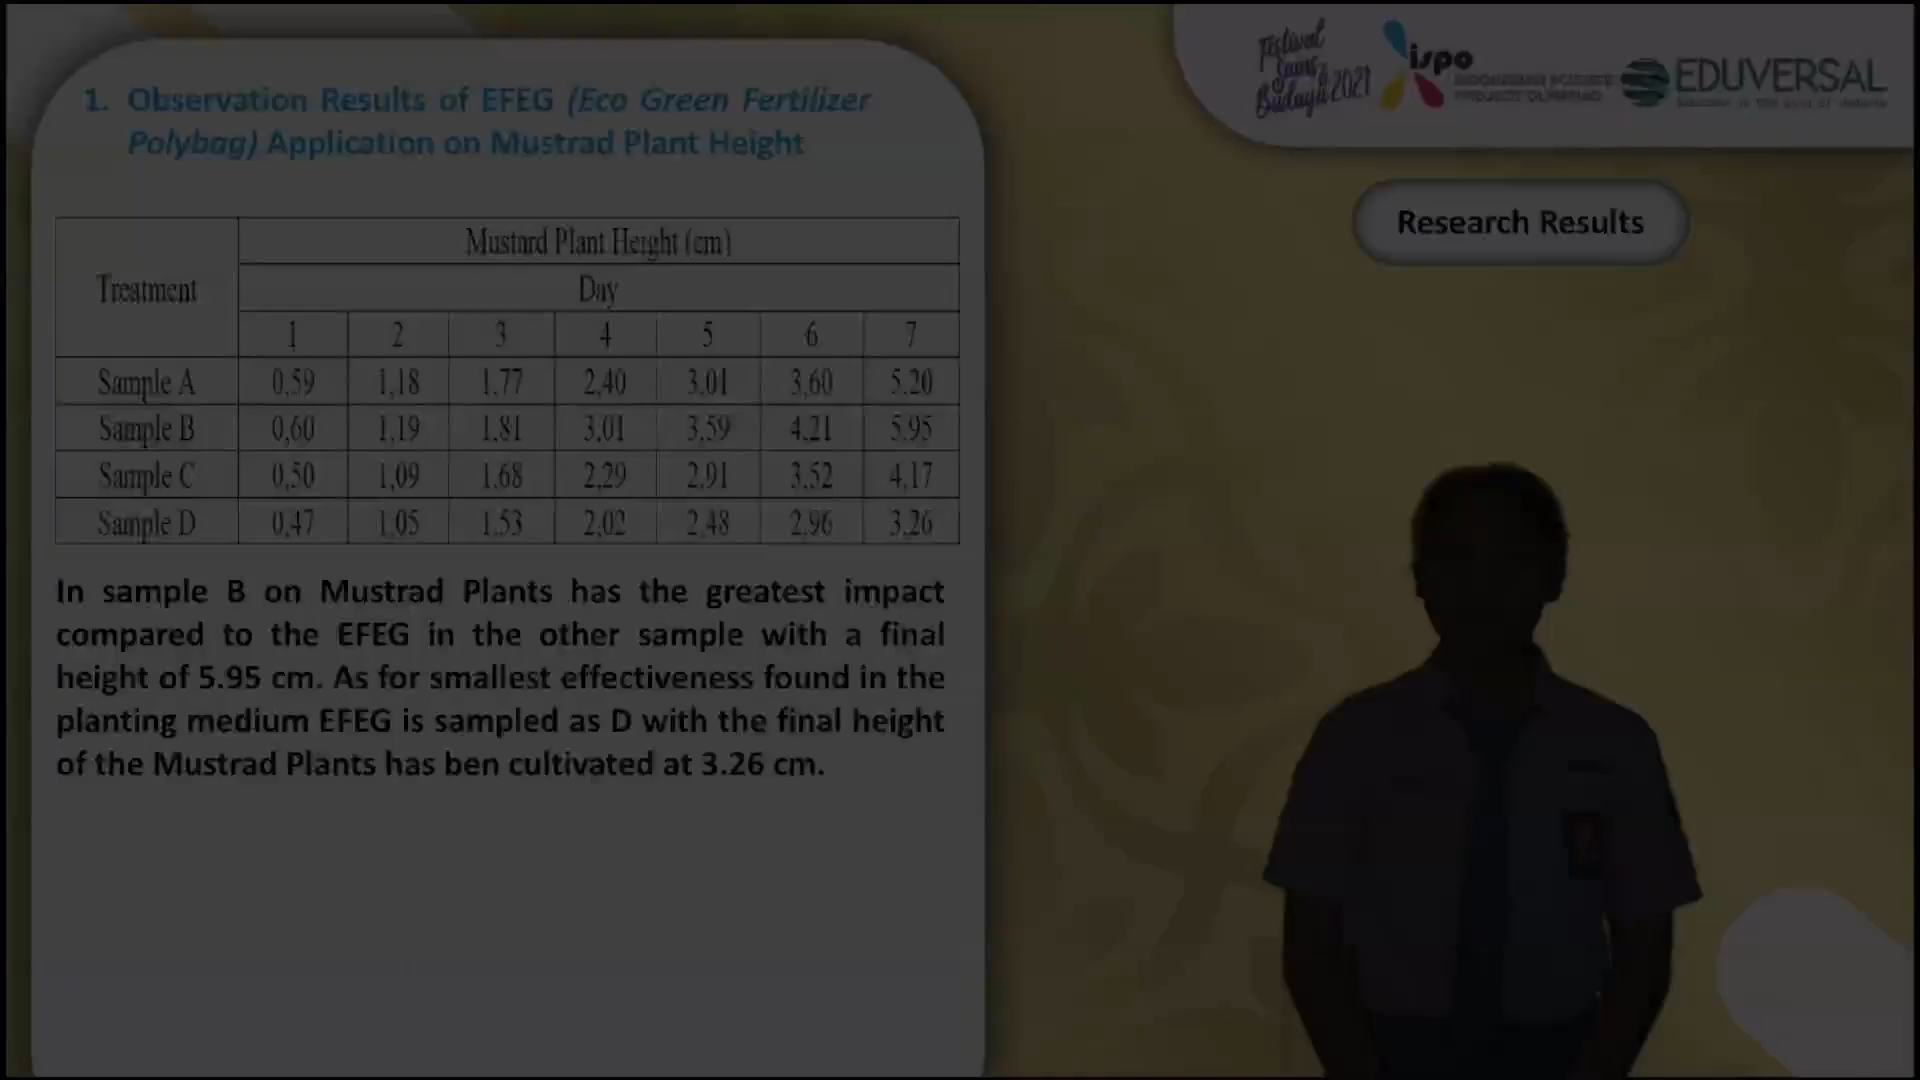 Festival
Sains
Budaya 2021
ispo
INDONESIAN SCIENCE
PROJECT OLYMPIAD
EDUVERSAL
1. Observation Results of EFEG (Eco Green Fertilizer
Polybag) Application on Mustrad Plant Height
Research Results
Treatment
Mustard Plant Height (cm)
Day
1 2 3 4 5 6 7
Sample A 0,59 1,18 1,77 2,40 3,01 3,60 5.20
Sample B 0,60 1,19 1,81 3,01 3,59 4,21 5.95
Sample C 0,50 1,09 1,68 2,29 2,91 3,52 4,17
Sample D 0,47 1,05 1,53 2,02 2,48 2,96 3,26
In sample B on Mustrad Plants has the greatest impact
compared to the EFEG in the other sample with a final
height of 5.95 cm. As for smallest effectiveness found in the
planting medium EFEG is sampled as D with the final height
of the Mustrad Plants has ben cultivated at 3.26 cm.